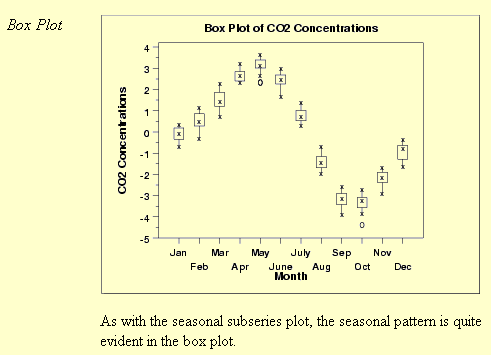 Box Plot
Box Plot of CO2 Concentrations
CO2 Concentrations
4
3
2
1
0
-1
-2
-3
-4
-5
Jan Mar May July Sep Nov
Feb Apr June Aug Oct Dec
Month
As with the seasonal subseries plot, the seasonal pattern is quite
evident in the box plot.